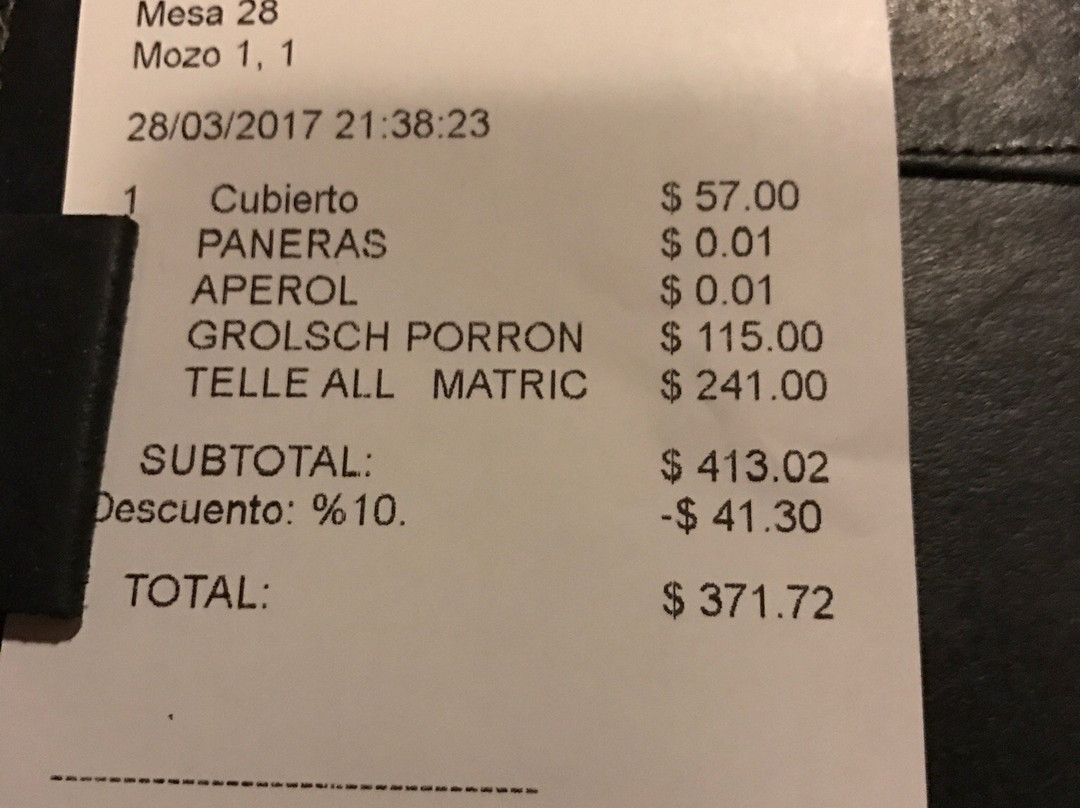 Mesa 28
Mozo 1, 1
28/03/2017 21:38:23
1 Cubierto $ 57.00
PANERAS $ 0.01
APEROL $ 0.01
GROLSCH PORRON $ 115.00
TELLE ALL MATRIC $ 241.00
SUBTOTAL: $ 413.02
Descuento: %10. -$ 41.30
TOTAL: $ 371.72